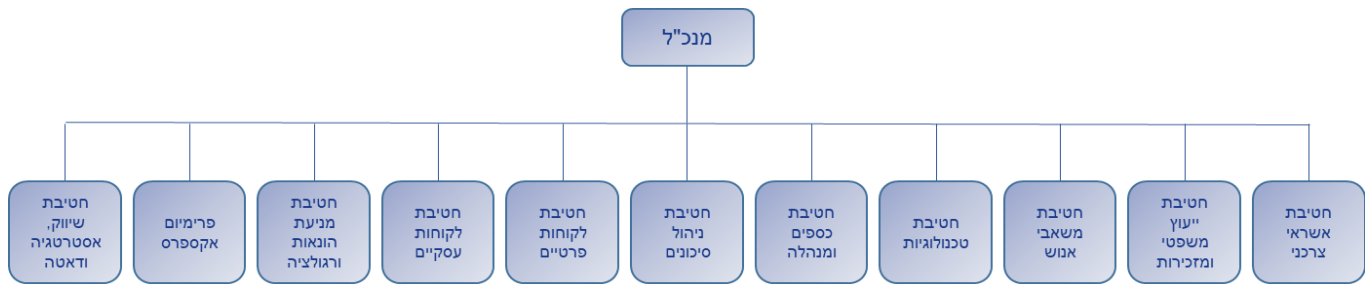 מנכ"ל
חטיבת
אשראי
צרכני
חטיבת
ייעוץ
משפטי
ומזכירות
חטיבת
משאבי
אנוש
חטיבת
טכנולוגיות
חטיבת
כספים
ומנהלה
חטיבת
ניהול
סיכונים
חטיבת
לקוחות
פרטיים
חטיבת
לקוחות
עסקיים
חטיבת
מניעת
הונאות
ורגולציה
פרימיום
אקספרס
חטיבת
שיווק,
אסטרטגיה
ודאטה